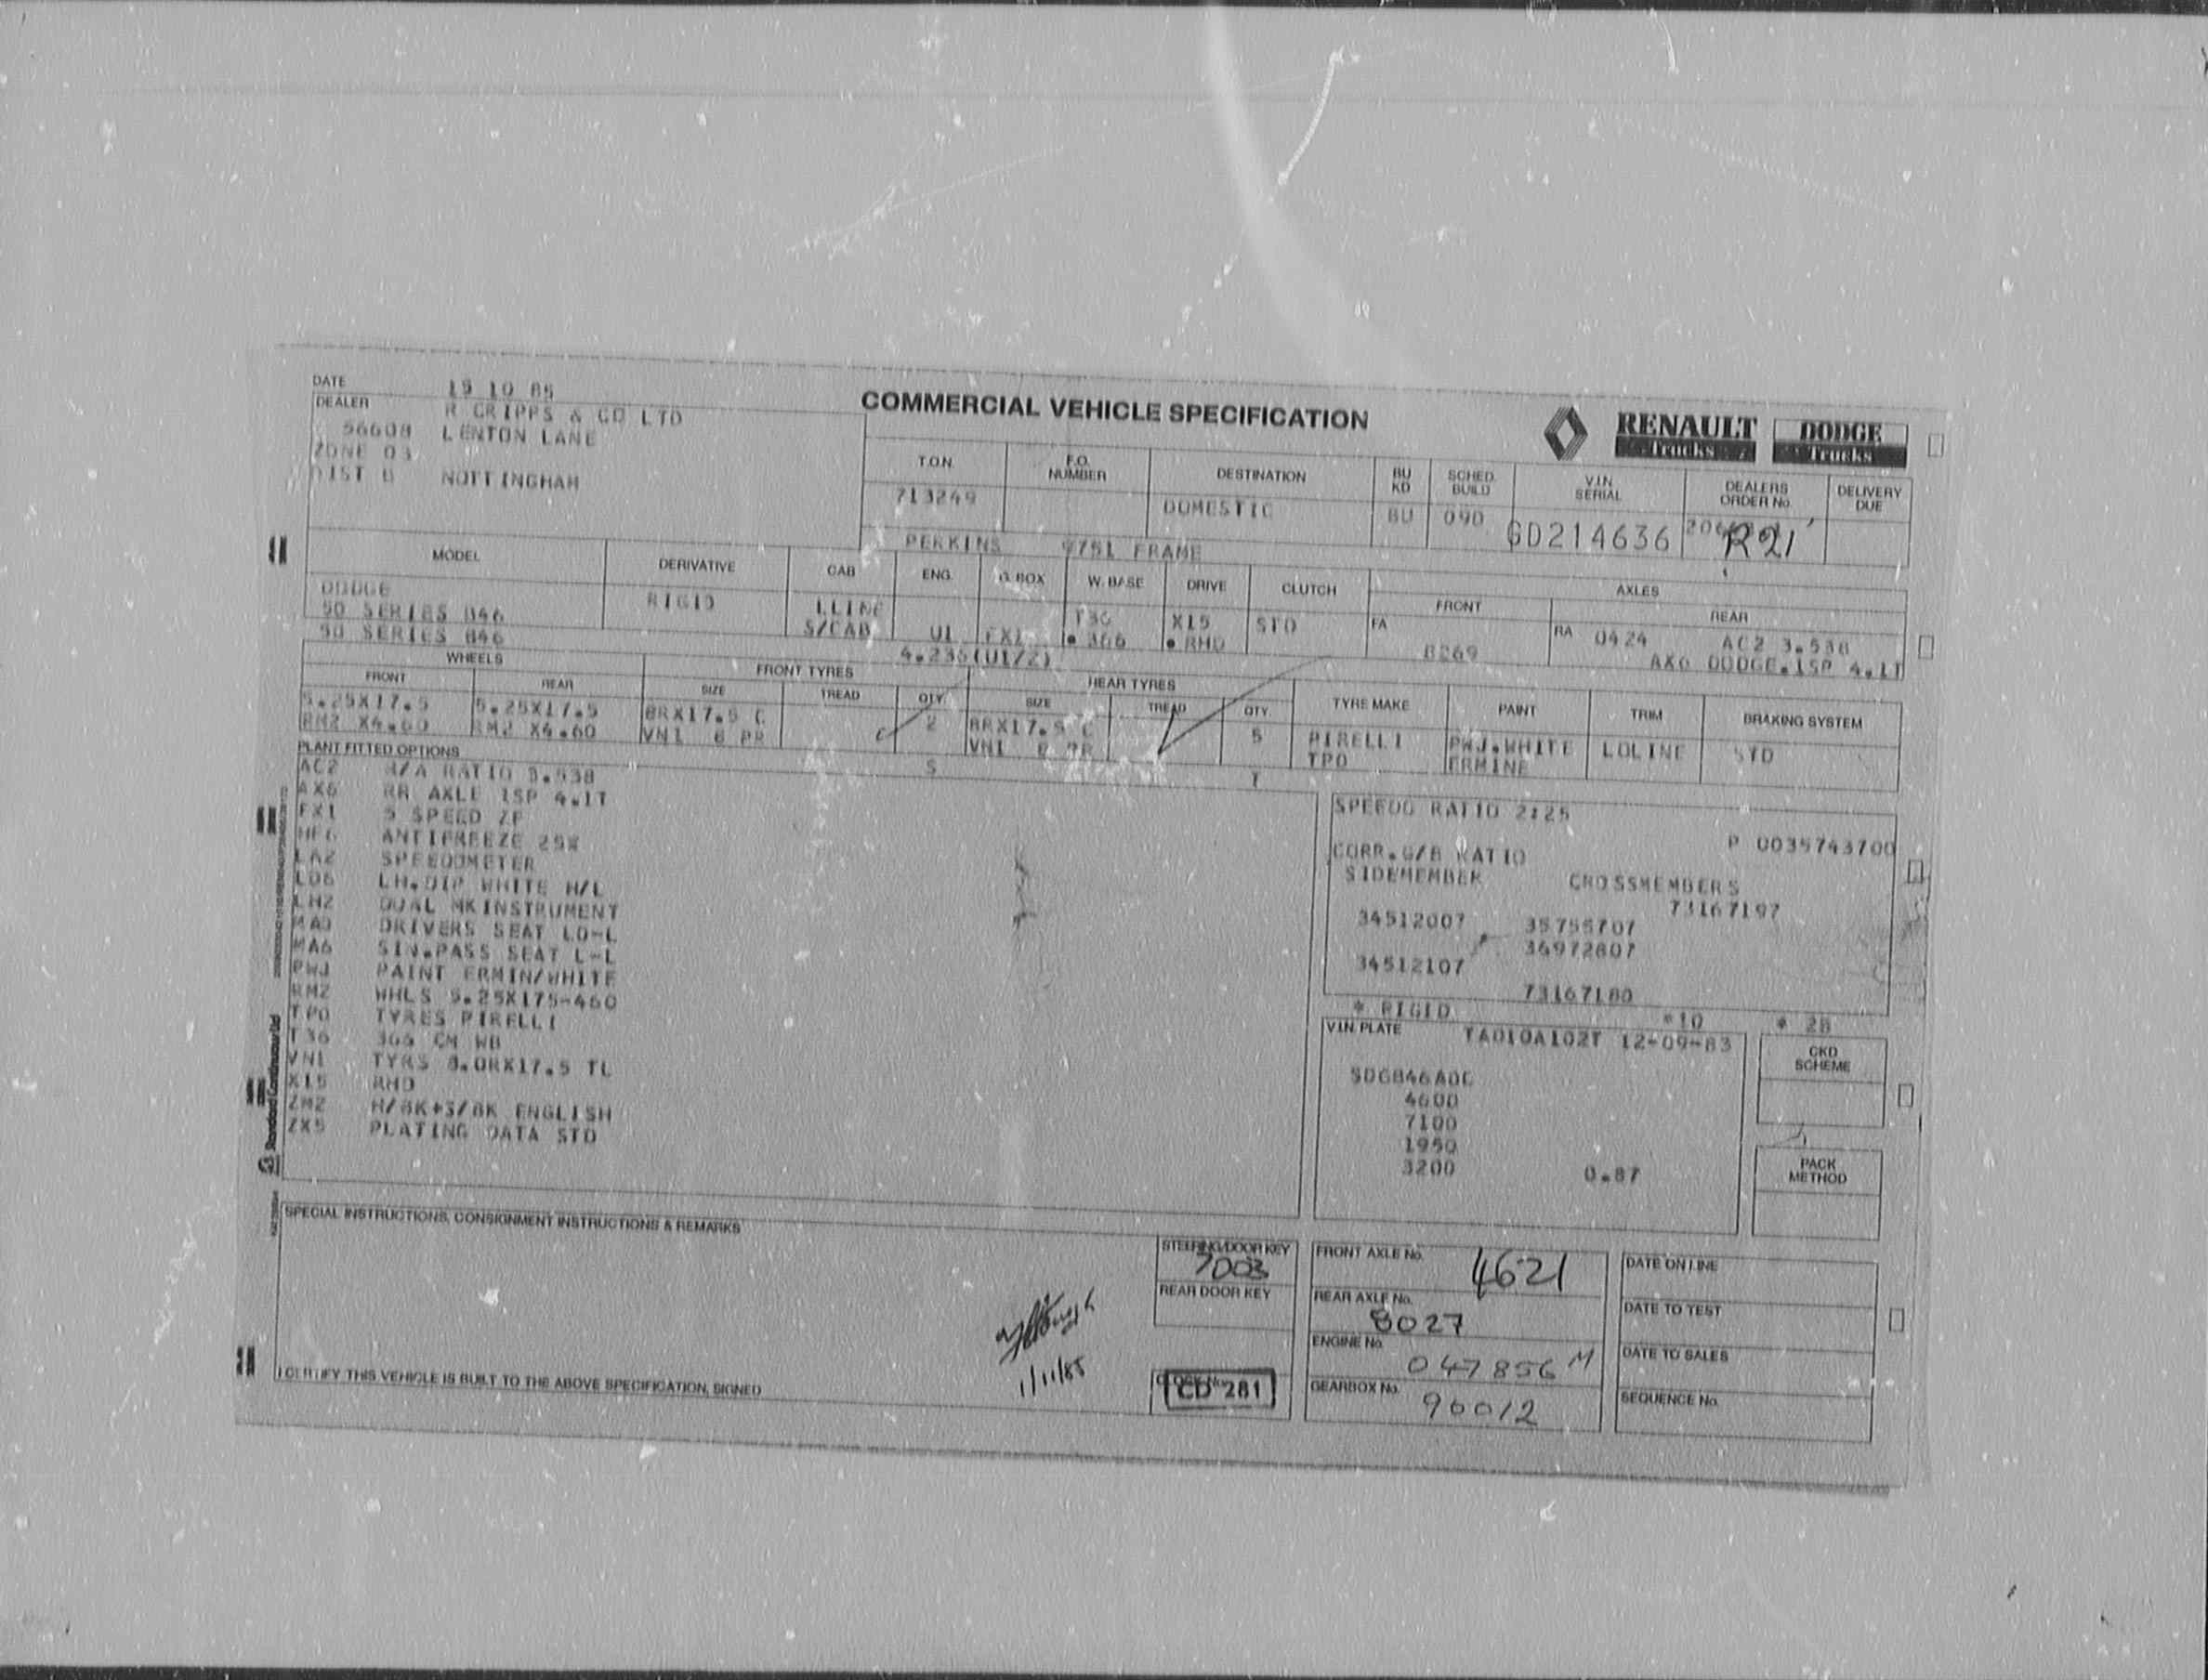 DATE 19 10 85
DEALER R CRIPPS & CO LTD
56608 LENTON LANE
ZONE 03
DIST B NOTTINGHAM
COMMERCIAL VEHICLE SPECIFICATION
RENAULT Trucks DODGE Trucks
T.O.N. F.O. NUMBER DESTINATION BU KD SCHED. BUILD V.I.N. SERIAL DEALERS ORDER No. DELIVERY DUE
713249 DOMESTIC BU 090 GD214636 R21
PERKINS 9751 FRAME
MODEL DERIVATIVE CAB ENG. G. BOX W. BASE DRIVE CLUTCH AXLES
FRONT REAR
DODGE RIGID LLINE T36 X15 STD FA RA 0424 AC2 3.538
50 SERIES B46 S/CAB U1 FX1 • 366 • RHD 8269 AX6 DODGE.1SP 4.1T
50 SERIES B46 4.236(U1/2)
WHEELS FRONT TYRES REAR TYRES
FRONT REAR SIZE TREAD QTY. SIZE TREAD QTY. TYRE MAKE PAINT TRIM BRAKING SYSTEM
5.25X17.5 5.25X17.5 8RX17.5 C 2 8RX17.5 C 5 PIRELLI PWJ.WHITE LOLINE STD
RM2 X4.60 RM2 X4.60 VN1 8 PR VN1 8 PR TPO ERMINE
PLANT FITTED OPTIONS S T
AC2 R/A RATIO 3.538
AX6 RR AXLE 1SP 4.1T
FX1 5 SPEED ZF
HF6 ANTIFREEZE 25%
LA2 SPEEDOMETER
LD6 LH.DIP WHITE H/L
LH2 DUAL MKINSTRUMENT
MAJ DRIVERS SEAT LO-L
MA6 SIN.PASS SEAT L-L
PWJ PAINT ERMIN/WHITE
RM2 WHLS 5.25X175-460
TPO TYRES PIRELLI
T36 366 CM WB
VN1 TYRS 8.0RX17.5 TL
X15 RHD
ZM2 H/BK+S/BK ENGLISH
ZX5 PLATING DATA STD
SPEEDO RATIO 2:25
P 0035743700
CORR.G/B RATIO
SIDEMEMBER CROSSMEMBERS
73167197
34512007 35755707
36972807
34512107
73167180
* RIGID *10 * 28
V.I.N. PLATE TA010A102T 12-09-83
SDGB46A0C
4600
7100
1950
3200 0.87
CKD SCHEME
PACK METHOD
Standard Continuous Ltd
SPECIAL INSTRUCTIONS, CONSIGNMENT INSTRUCTIONS & REMARKS
STEERING/DOOR KEY
7003
REAR DOOR KEY
FRONT AXLE No. 4621
REAR AXLE No. 8027
ENGINE No. 047856 M
GEARBOX No. 96012
DATE ON LINE
DATE TO TEST
DATE TO SALES
SEQUENCE No.
1/11/85
CD 281
I CERTIFY THIS VEHICLE IS BUILT TO THE ABOVE SPECIFICATION, SIGNED